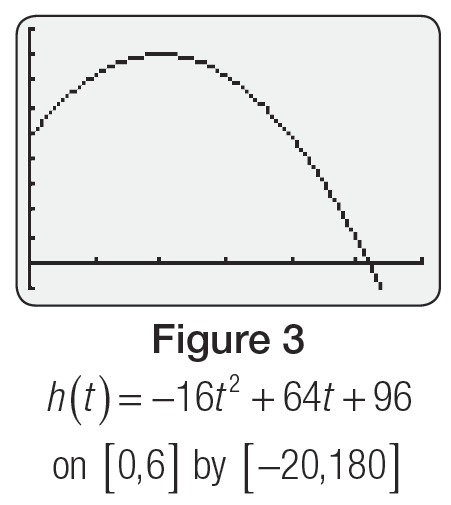 Figure 3
h(t) = −16t² + 64t + 96
on [0,6] by [−20,180]